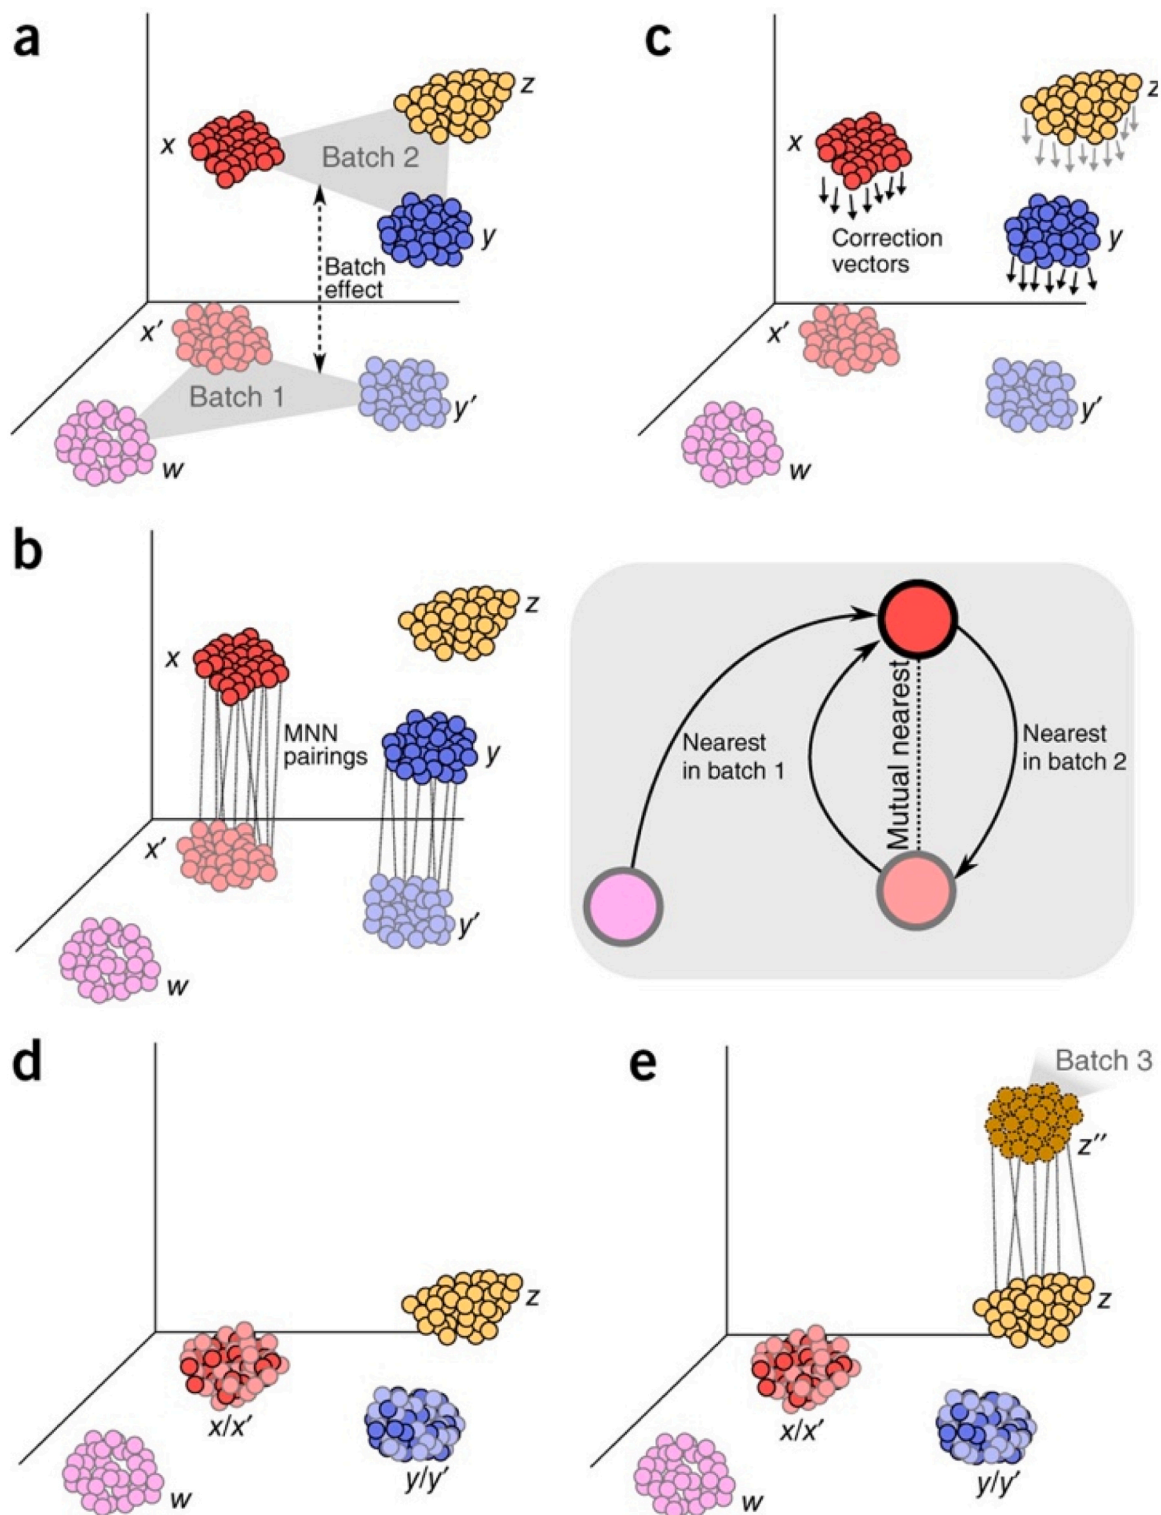 a
x
z
Batch 2
y
Batch
effect
x′
Batch 1
y′
w
c
x
z
y
Correction
vectors
x′
y′
w
b
x
z
MNN
pairings
y
x′
y′
w
Nearest
in batch 1
Mutual nearest
Nearest
in batch 2
d
z
x/x′
y/y′
w
e
Batch 3
z′′
z
x/x′
y/y′
w